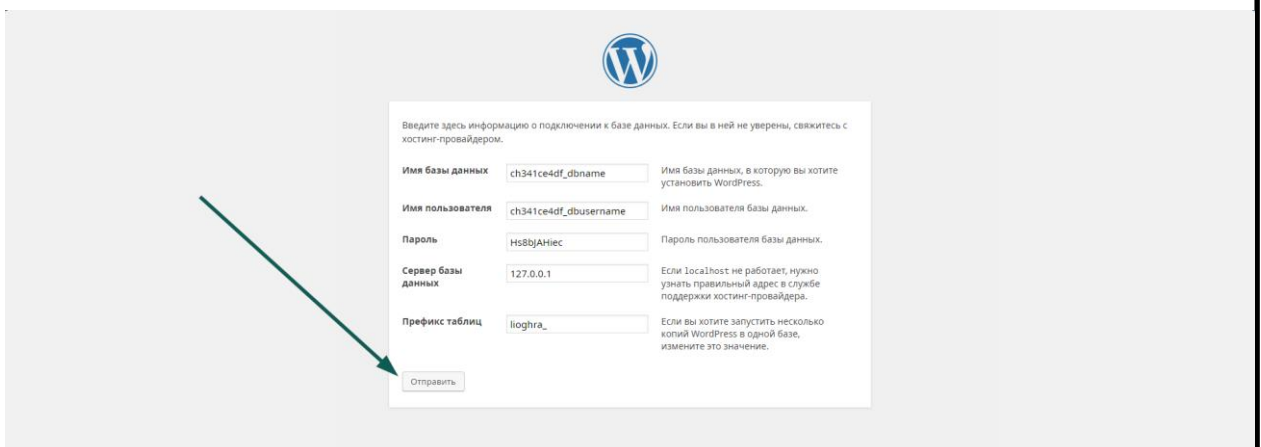 Введите здесь информацию о подключении к базе данных. Если вы в ней не уверены, свяжитесь с
хостинг-провайдером.
Имя базы данных
ch341ce4df_dbname
Имя базы данных, в которую вы хотите
установить WordPress.
Имя пользователя
ch341ce4df_dbusername
Имя пользователя базы данных.
Пароль
Hs8bJAHiec
Пароль пользователя базы данных.
Сервер базы
данных
127.0.0.1
Если localhost не работает, нужно
узнать правильный адрес в службе
поддержки хостинг-провайдера.
Префикс таблиц
lioghra_
Если вы хотите запустить несколько
копий WordPress в одной базе,
измените это значение.
Отправить